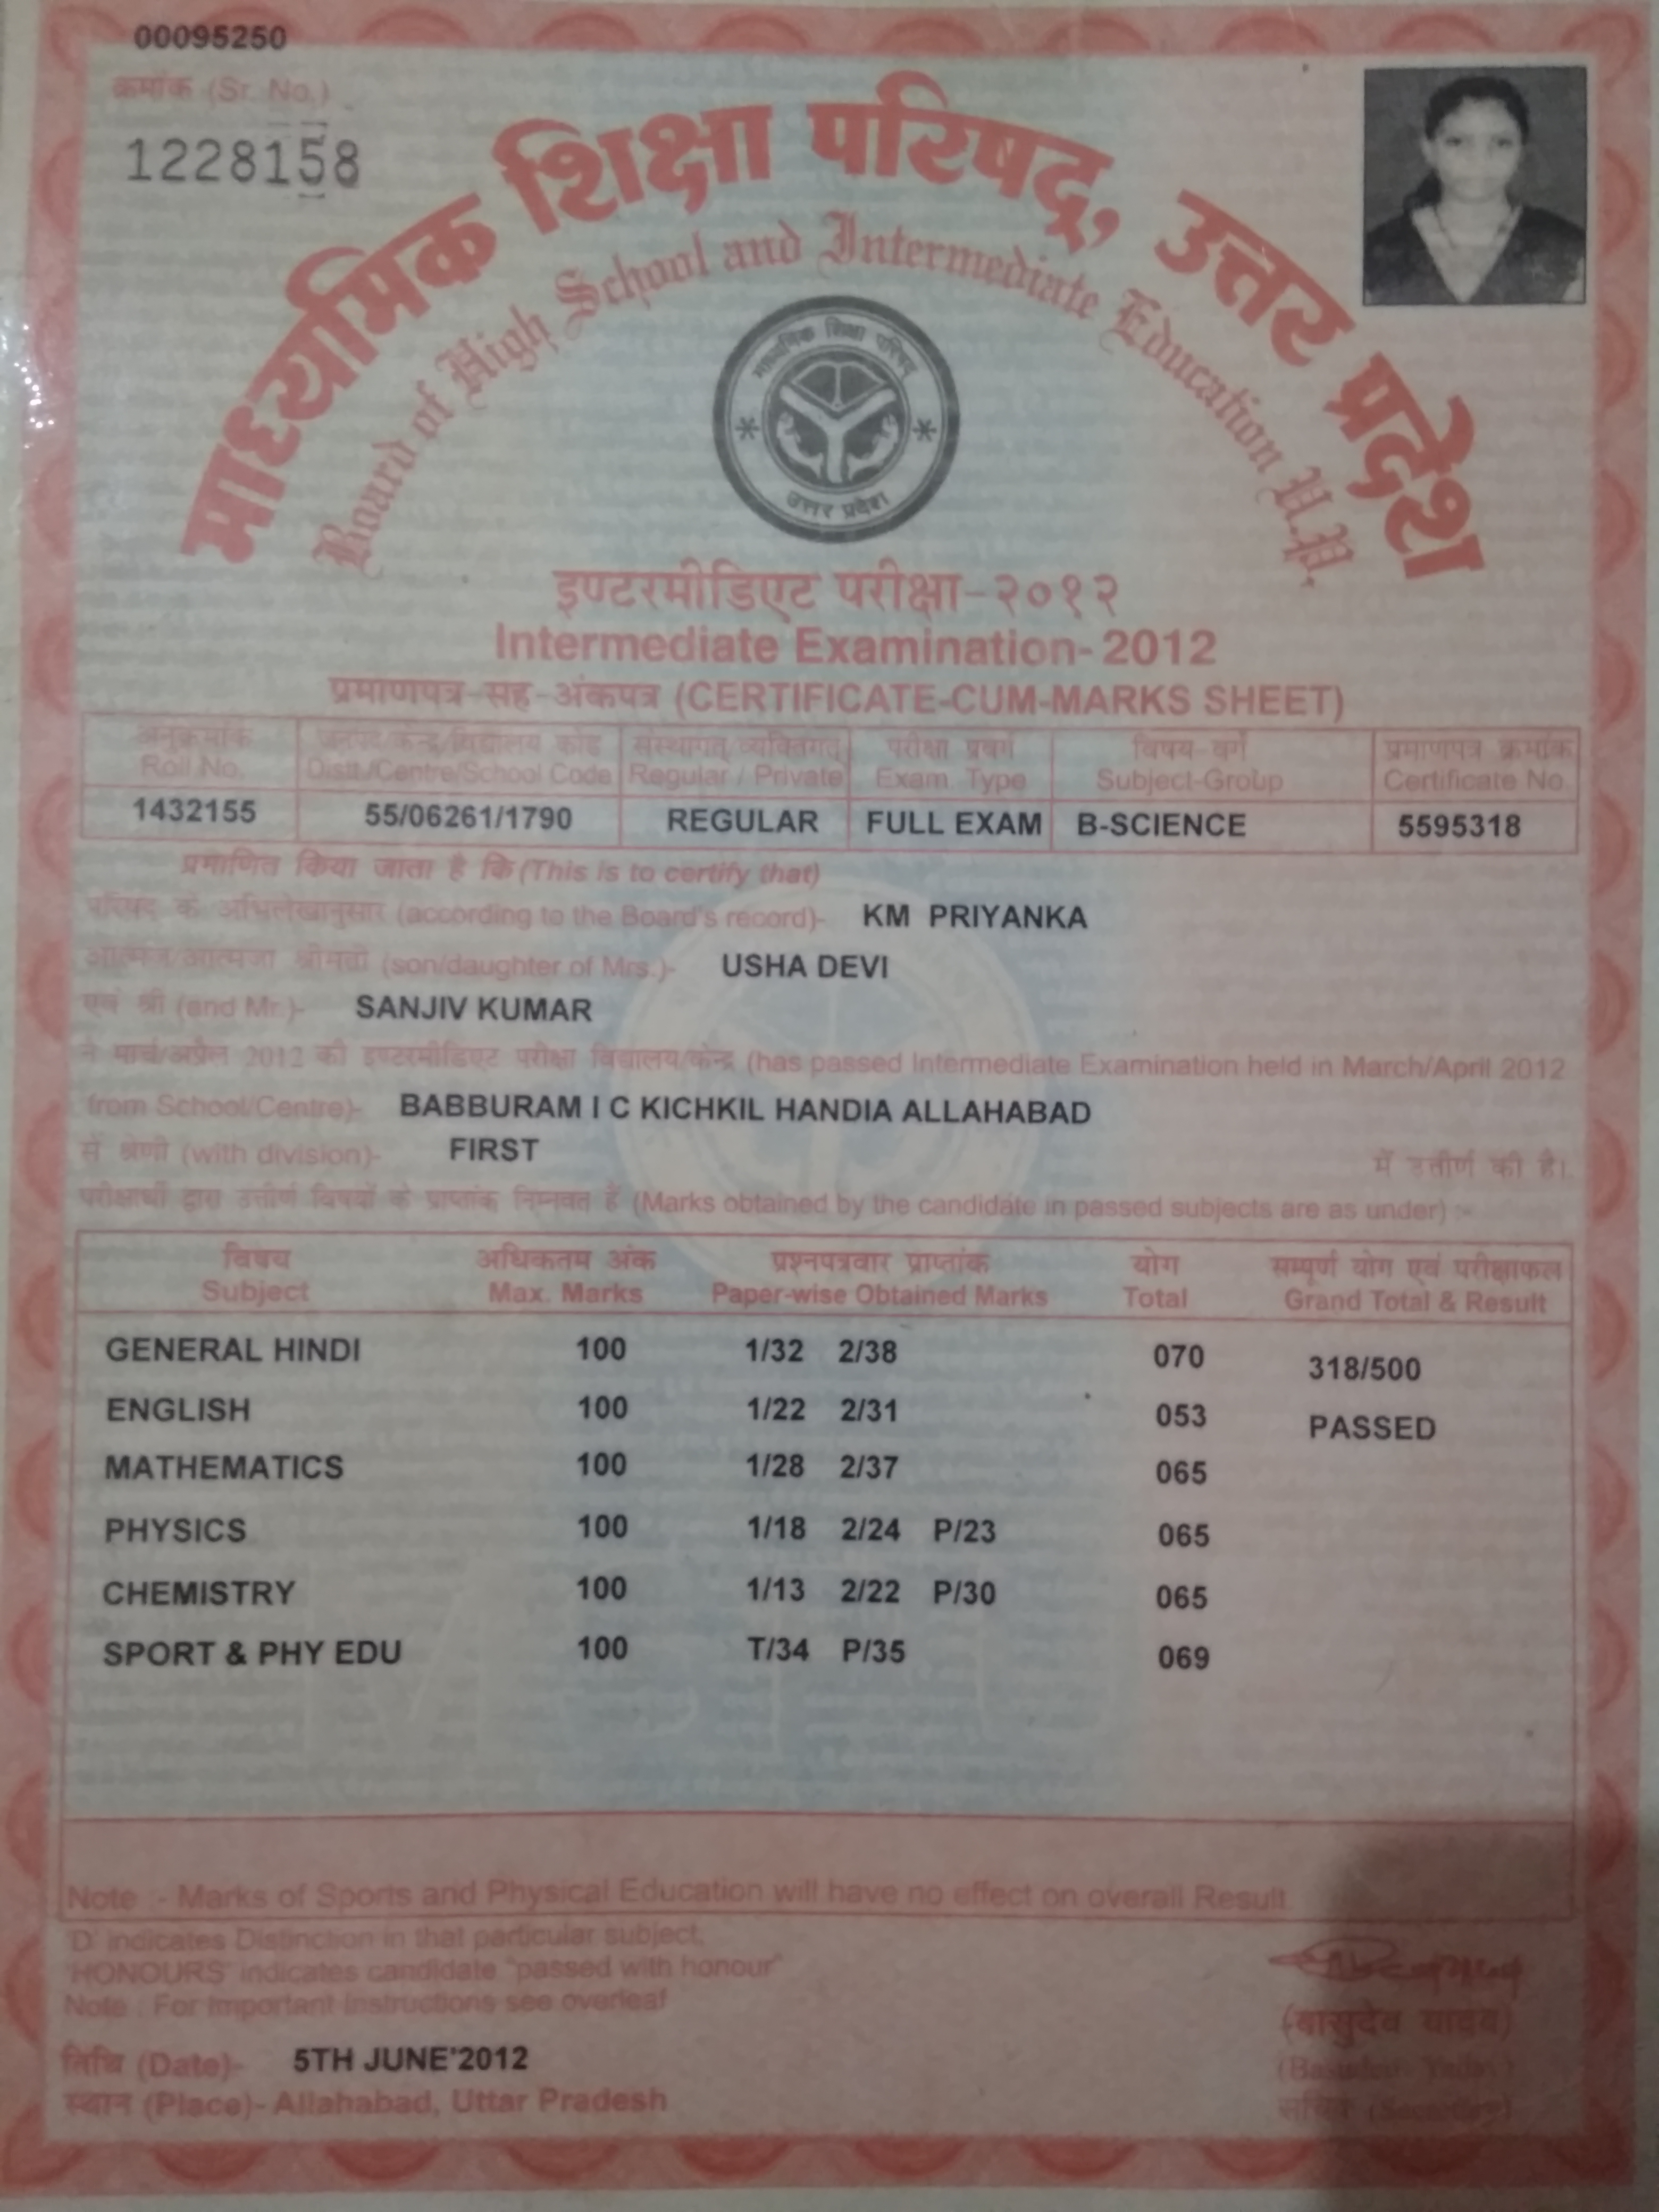 00095250
क्रमांक (Sr. No.)
1228158
माध्यमिक शिक्षा परिषद्, उत्तर प्रदेश
Board of High School and Intermediate Education U.P.
माध्यमिक शिक्षा परिषद्
उत्तर प्रदेश
इण्टरमीडिएट परीक्षा-२०१२
Intermediate Examination- 2012
प्रमाणपत्र-सह-अंकपत्र (CERTIFICATE-CUM-MARKS SHEET)
अनुक्रमांक जनपद/केन्द्र/विद्यालय कोड संस्थागत/व्यक्तिगत परीक्षा प्रवर्ग विषय-वर्ग प्रमाणपत्र क्रमांक
Roll No. Distt./Centre/School Code Regular / Private Exam. Type Subject-Group Certificate No.
1432155 55/06261/1790 REGULAR FULL EXAM B-SCIENCE 5595318
प्रमाणित किया जाता है कि (This is to certify that)
परिषद के अभिलेखानुसार (according to the Board's record)- KM PRIYANKA
आत्मज/आत्मजा श्रीमती (son/daughter of Mrs.)- USHA DEVI
एवं श्री (and Mr.)- SANJIV KUMAR
ने मार्च/अप्रैल 2012 की इण्टरमीडिएट परीक्षा विद्यालय/केन्द्र (has passed Intermediate Examination held in March/April 2012
from School/Centre)- BABBURAM I C KICHKIL HANDIA ALLAHABAD
में श्रेणी (with division)- FIRST में उत्तीर्ण की है।
परीक्षार्थी द्वारा उत्तीर्ण विषयों के प्राप्तांक निम्नवत हैं (Marks obtained by the candidate in passed subjects are as under) :-
विषय अधिकतम अंक प्रश्नपत्रवार प्राप्तांक योग सम्पूर्ण योग एवं परीक्षाफल
Subject Max. Marks Paper-wise Obtained Marks Total Grand Total & Result
GENERAL HINDI 100 1/32 2/38 070 318/500
ENGLISH 100 1/22 2/31 053 PASSED
MATHEMATICS 100 1/28 2/37 065
PHYSICS 100 1/18 2/24 P/23 065
CHEMISTRY 100 1/13 2/22 P/30 065
SPORT & PHY EDU 100 T/34 P/35 069
Note :- Marks of Sports and Physical Education will have no effect on overall Result.
'D' indicates Distinction in that particular subject.
'HONOURS' indicates candidate "passed with honour"
Note : For Important Instructions see overleaf
(वासुदेव यादव)
तिथि (Date)- 5TH JUNE'2012
(Basudeo Yadav)
स्थान (Place)- Allahabad, Uttar Pradesh
सचिव (Secretary)